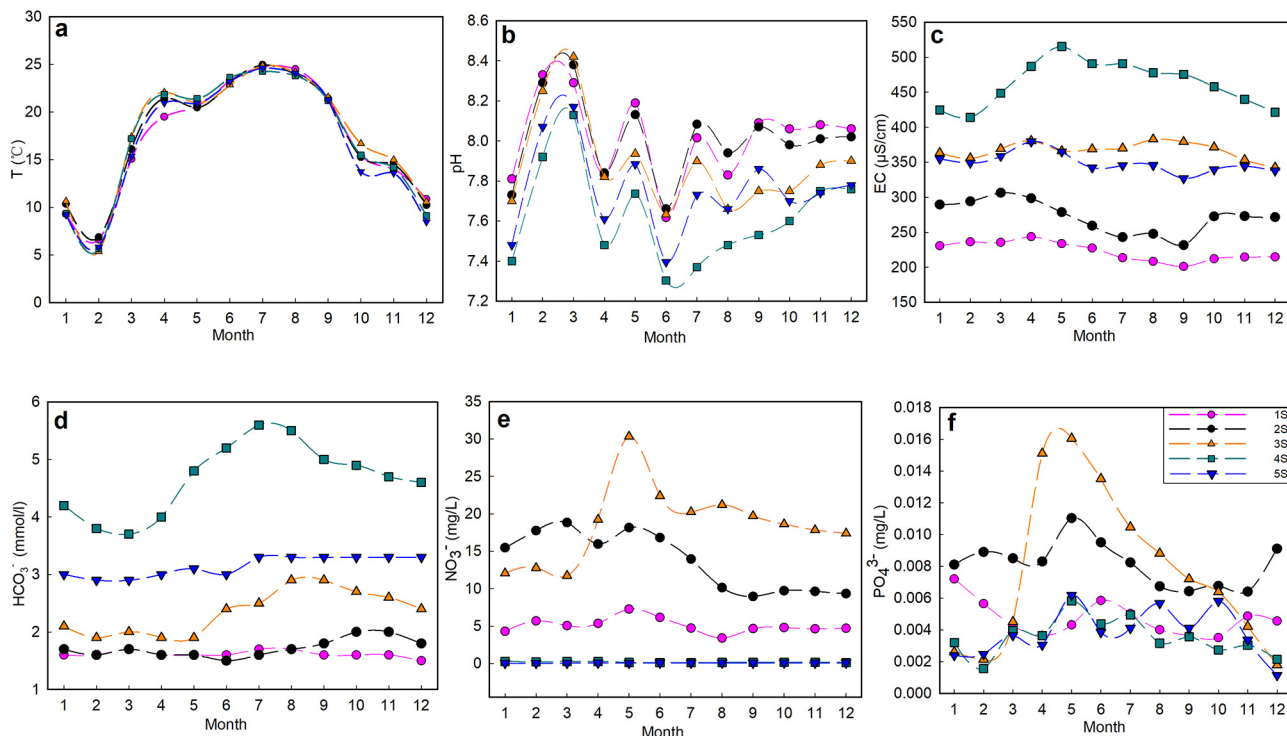 a
T (℃)
30
25
20
15
10
5
0
1 2 3 4 5 6 7 8 9 10 11 12
Month
b
pH
8.6
8.4
8.2
8.0
7.8
7.6
7.4
7.2
1 2 3 4 5 6 7 8 9 10 11 12
Month
c
EC (μS/cm)
550
500
450
400
350
300
250
200
150
1 2 3 4 5 6 7 8 9 10 11 12
Month
d
HCO₃⁻ (mmol/l)
6
5
4
3
2
1
1 2 3 4 5 6 7 8 9 10 11 12
Month
e
NO₃⁻ (mg/L)
35
30
25
20
15
10
5
0
1 2 3 4 5 6 7 8 9 10 11 12
Month
f
PO₄³⁻ (mg/L)
0.018
0.016
0.014
0.012
0.010
0.008
0.006
0.004
0.002
0.000
1 2 3 4 5 6 7 8 9 10 11 12
Month
1S
2S
3S
4S
5S